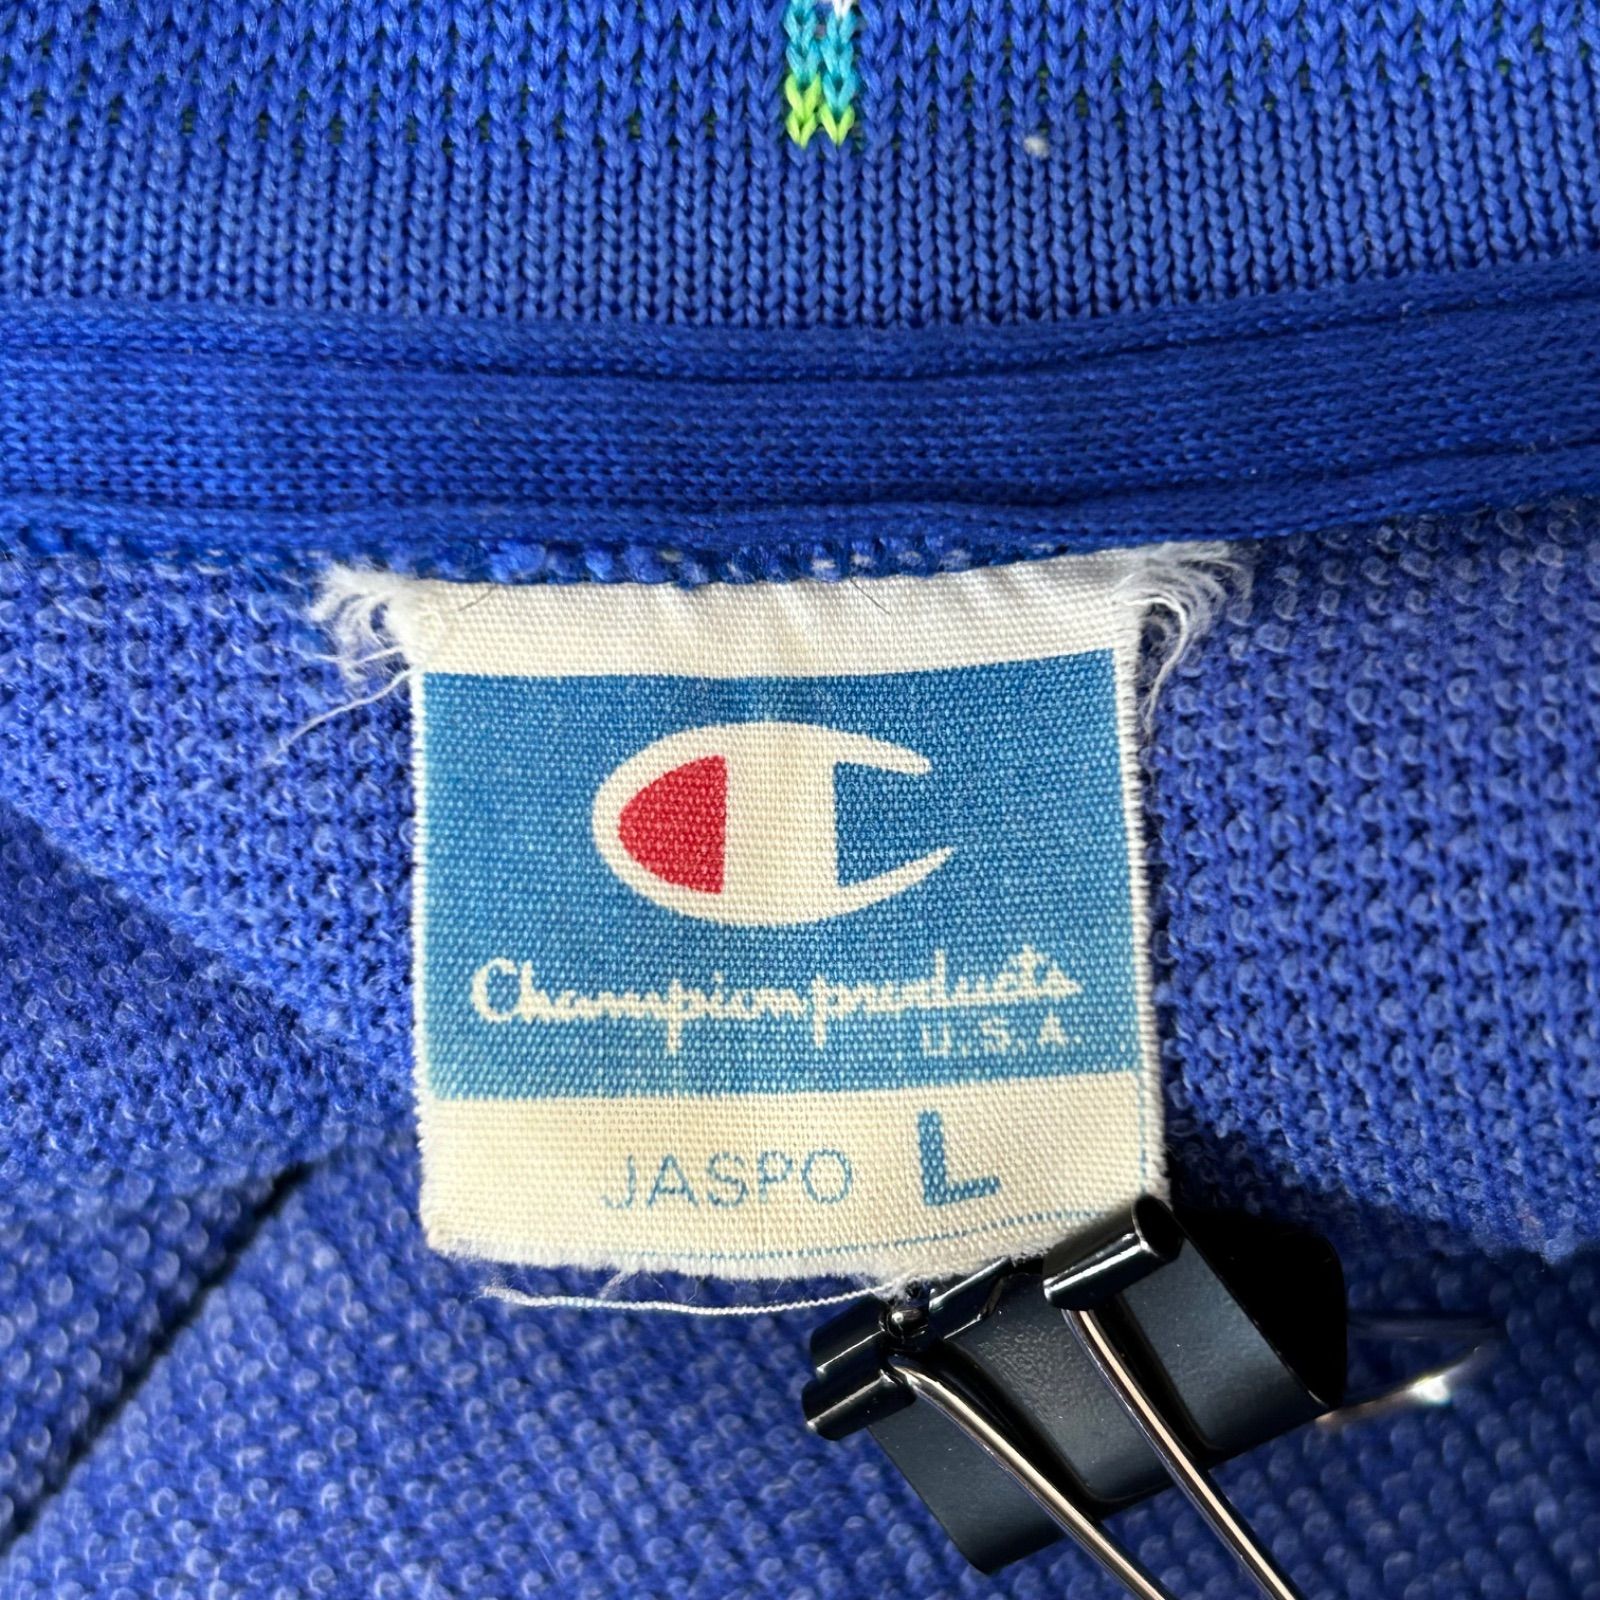 Champion products
U.S.A.
JASPO L